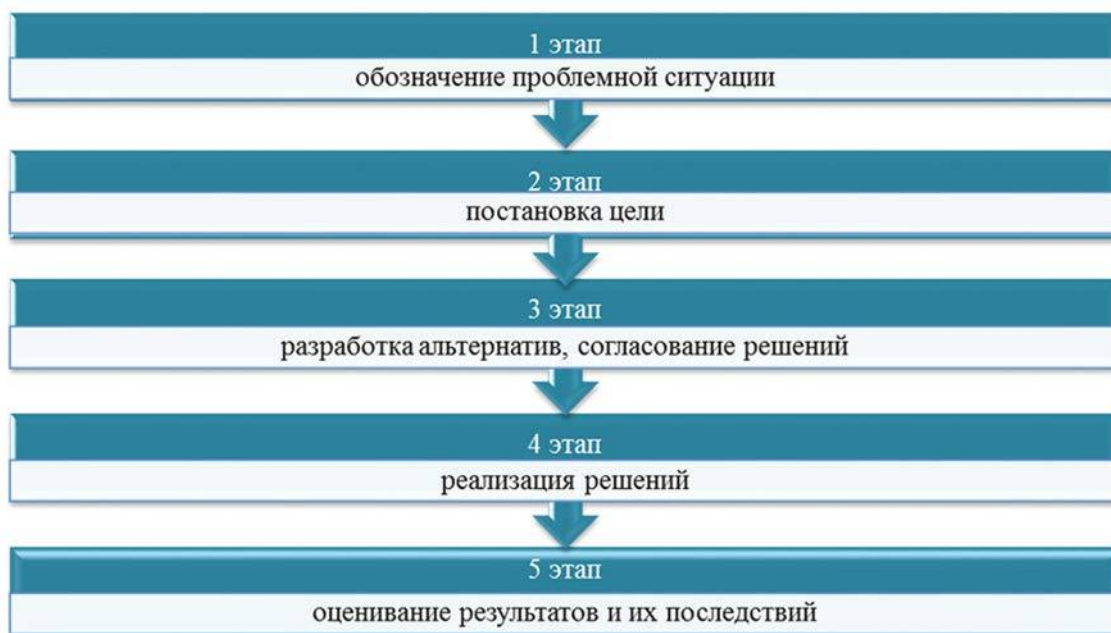 1 этап
обозначение проблемной ситуации
2 этап
постановка цели
3 этап
разработка альтернатив, согласование решений
4 этап
реализация решений
5 этап
оценивание результатов и их последствий